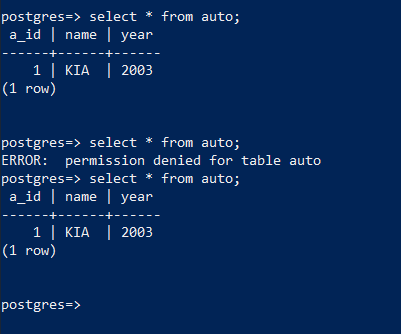 postgres=> select * from auto;
 a_id | name | year
------+------+------
    1 | KIA  | 2003
(1 row)
postgres=> select * from auto;
ERROR:  permission denied for table auto
postgres=> select * from auto;
 a_id | name | year
------+------+------
    1 | KIA  | 2003
(1 row)
postgres=>